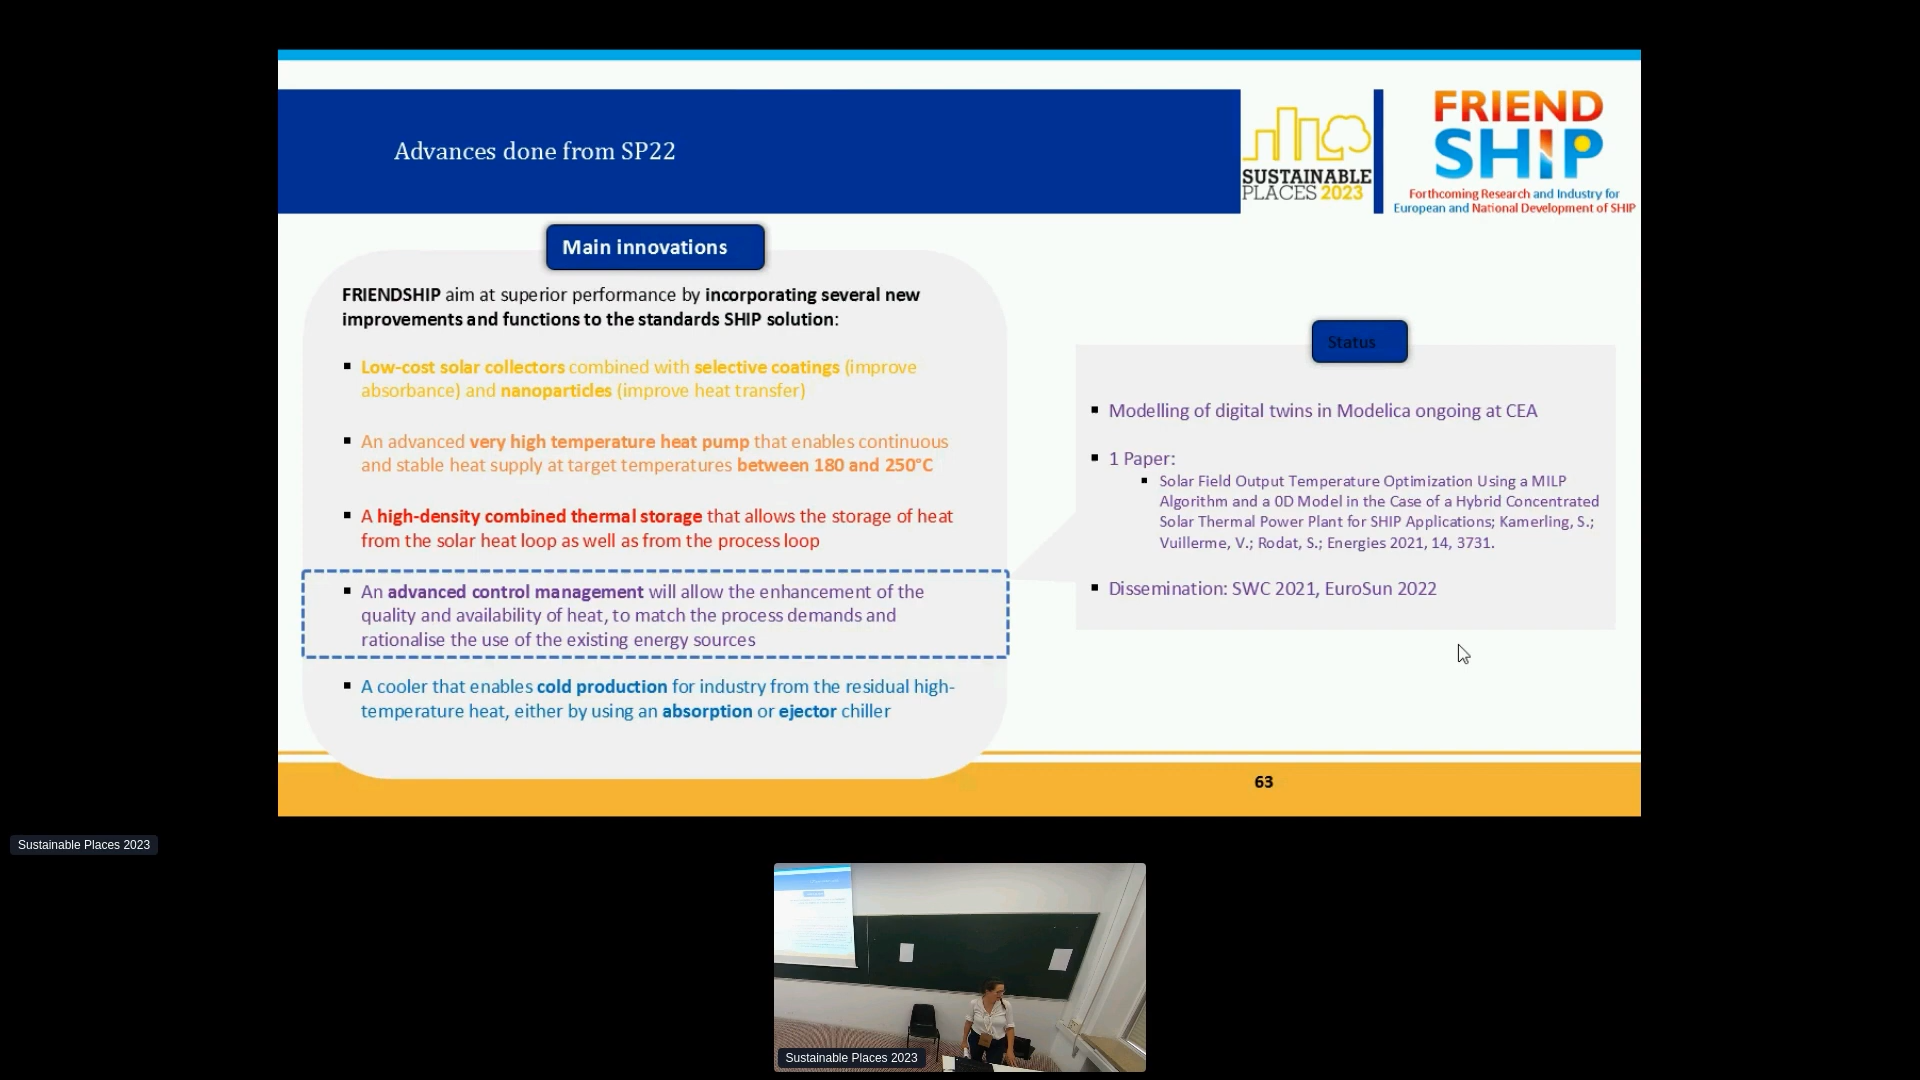 Advances done from SP22
SUSTAINABLE
PLACES 2023
FRIEND
SHIP
Forthcoming Research and Industry for
European and National Development of SHIP
Main innovations
FRIENDSHIP aim at superior performance by incorporating several new
improvements and functions to the standards SHIP solution:
▪ Low-cost solar collectors combined with selective coatings (improve
absorbance) and nanoparticles (improve heat transfer)
▪ An advanced very high temperature heat pump that enables continuous
and stable heat supply at target temperatures between 180 and 250°C
▪ A high-density combined thermal storage that allows the storage of heat
from the solar heat loop as well as from the process loop
▪ An advanced control management will allow the enhancement of the
quality and availability of heat, to match the process demands and
rationalise the use of the existing energy sources
▪ A cooler that enables cold production for industry from the residual high-
temperature heat, either by using an absorption or ejector chiller
Status
▪ Modelling of digital twins in Modelica ongoing at CEA
▪ 1 Paper:
▪ Solar Field Output Temperature Optimization Using a MILP
Algorithm and a 0D Model in the Case of a Hybrid Concentrated
Solar Thermal Power Plant for SHIP Applications; Kamerling, S.;
Vuillerme, V.; Rodat, S.; Energies 2021, 14, 3731.
▪ Dissemination: SWC 2021, EuroSun 2022
63
Sustainable Places 2023
Sustainable Places 2023